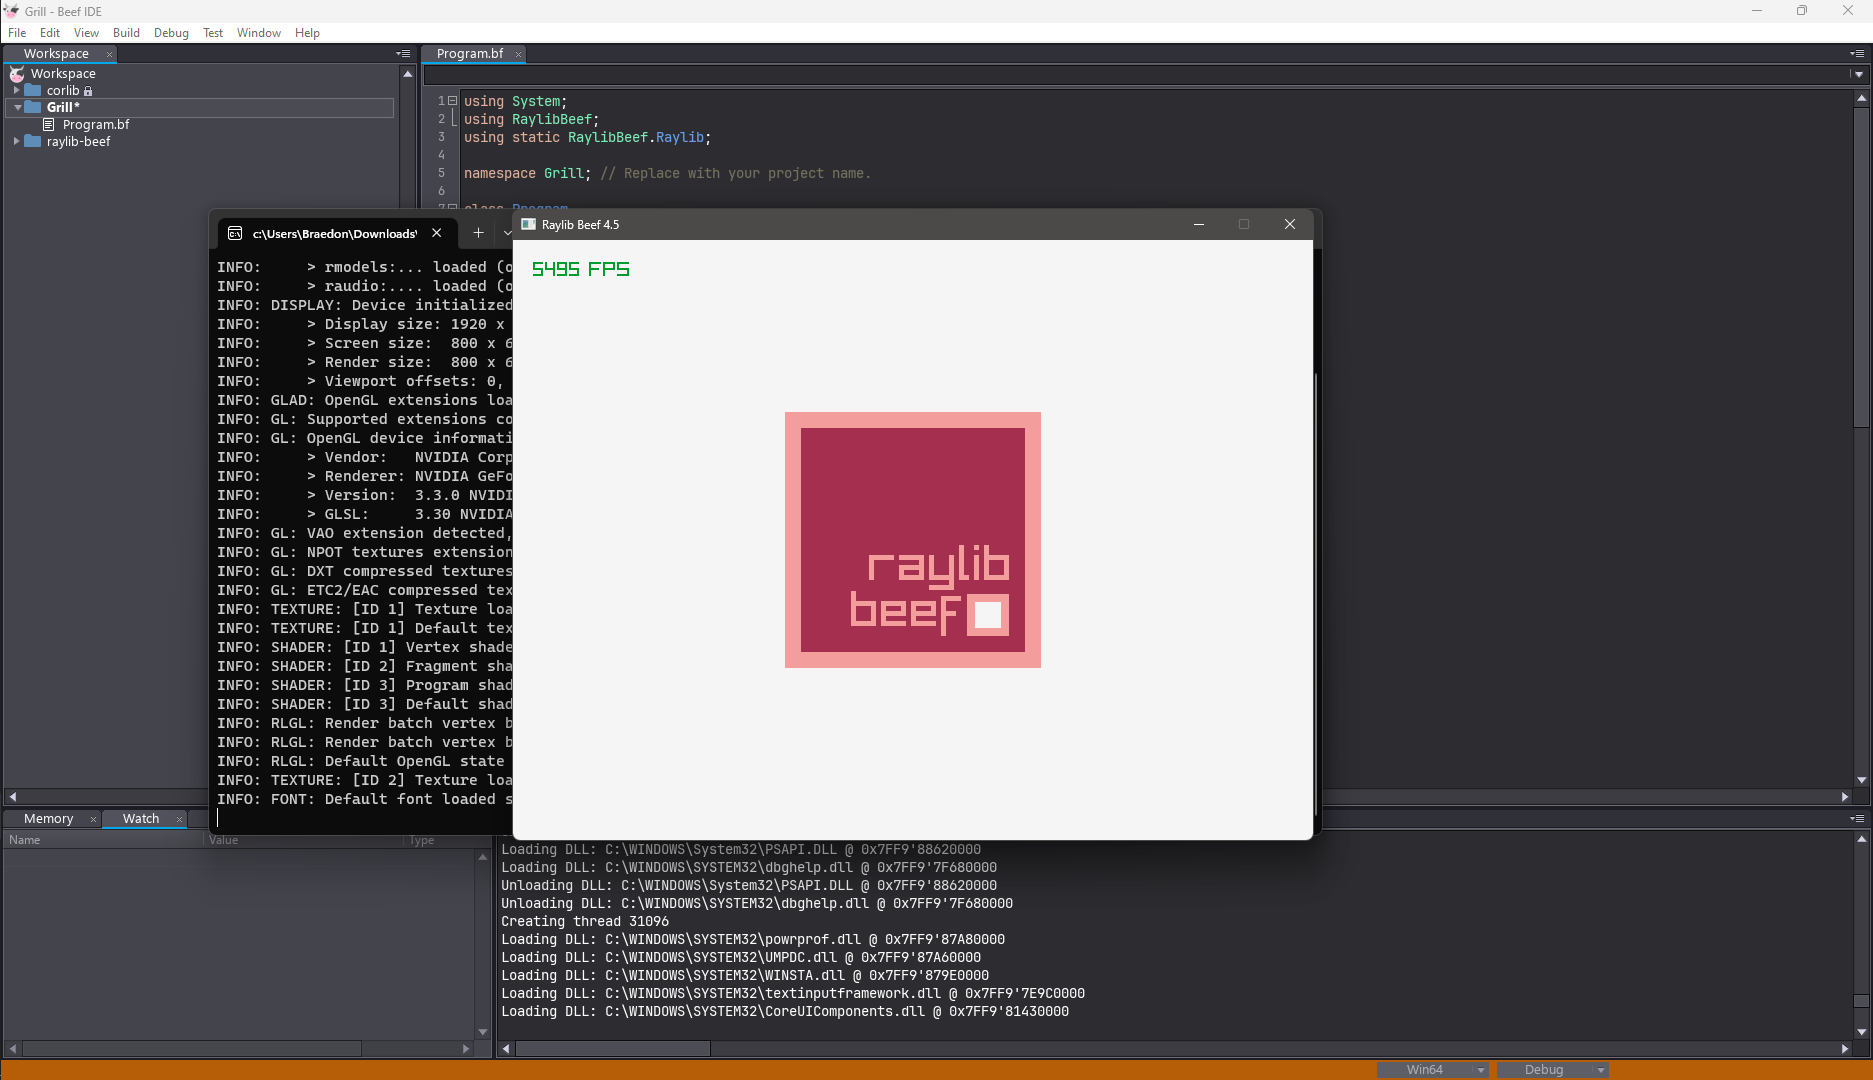 Grill - Beef IDE
File Edit View Build Debug Test Window Help
Workspace
Workspace
corlib
Grill*
Program.bf
raylib-beef
Program.bf
1 using System;
2 using RaylibBeef;
3 using static RaylibBeef.Raylib;
4
5 namespace Grill; // Replace with your project name.
6
7 class Program
c:\Users\Braedon\Downloads\
INFO: > rmodels:... loaded (o
INFO: > raudio:.... loaded (o
INFO: DISPLAY: Device initialized
INFO: > Display size: 1920 x
INFO: > Screen size: 800 x 6
INFO: > Render size: 800 x 6
INFO: > Viewport offsets: 0,
INFO: GLAD: OpenGL extensions loa
INFO: GL: Supported extensions co
INFO: GL: OpenGL device informati
INFO: > Vendor: NVIDIA Corp
INFO: > Renderer: NVIDIA GeFo
INFO: > Version: 3.3.0 NVIDI
INFO: > GLSL: 3.30 NVIDIA
INFO: GL: VAO extension detected,
INFO: GL: NPOT textures extension
INFO: GL: DXT compressed textures
INFO: GL: ETC2/EAC compressed tex
INFO: TEXTURE: [ID 1] Texture loa
INFO: TEXTURE: [ID 1] Default tex
INFO: SHADER: [ID 1] Vertex shade
INFO: SHADER: [ID 2] Fragment sha
INFO: SHADER: [ID 3] Program shad
INFO: SHADER: [ID 3] Default shad
INFO: RLGL: Render batch vertex b
INFO: RLGL: Render batch vertex b
INFO: RLGL: Default OpenGL state
INFO: TEXTURE: [ID 2] Texture loa
INFO: FONT: Default font loaded s
Raylib Beef 4.5
5495 FPS
raylib
beef
Memory Watch
Name Value Type
Loading DLL: C:\WINDOWS\System32\PSAPI.DLL @ 0x7FF9'88620000
Loading DLL: C:\WINDOWS\SYSTEM32\dbghelp.dll @ 0x7FF9'7F680000
Unloading DLL: C:\WINDOWS\System32\PSAPI.DLL @ 0x7FF9'88620000
Unloading DLL: C:\WINDOWS\SYSTEM32\dbghelp.dll @ 0x7FF9'7F680000
Creating thread 31096
Loading DLL: C:\WINDOWS\SYSTEM32\powrprof.dll @ 0x7FF9'87A80000
Loading DLL: C:\WINDOWS\SYSTEM32\UMPDC.dll @ 0x7FF9'87A60000
Loading DLL: C:\WINDOWS\SYSTEM32\WINSTA.dll @ 0x7FF9'879E0000
Loading DLL: C:\WINDOWS\SYSTEM32\textinputframework.dll @ 0x7FF9'7E9C0000
Loading DLL: C:\WINDOWS\SYSTEM32\CoreUIComponents.dll @ 0x7FF9'81430000
Win64 Debug